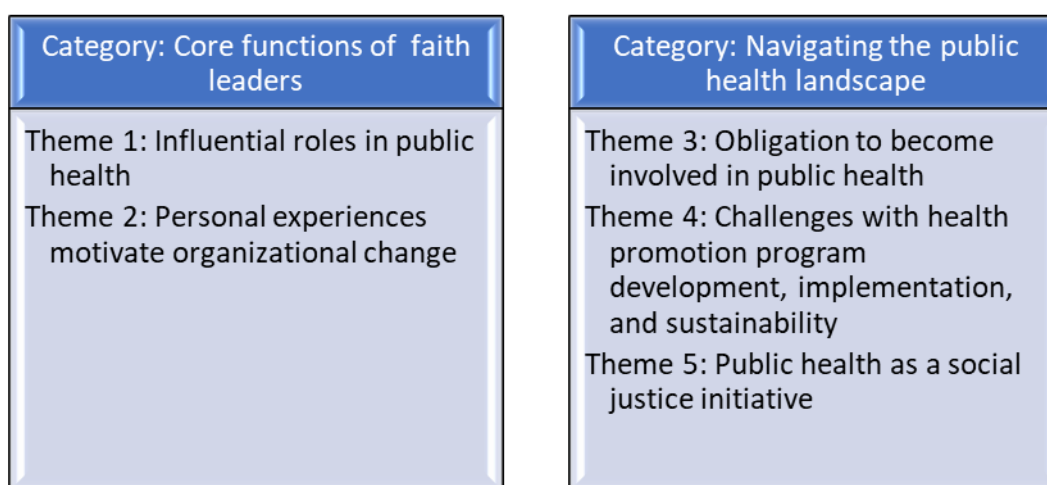 Category: Core functions of faith
leaders
Theme 1: Influential roles in public
health
Theme 2: Personal experiences
motivate organizational change
Category: Navigating the public
health landscape
Theme 3: Obligation to become
involved in public health
Theme 4: Challenges with health
promotion program
development, implementation,
and sustainability
Theme 5: Public health as a social
justice initiative